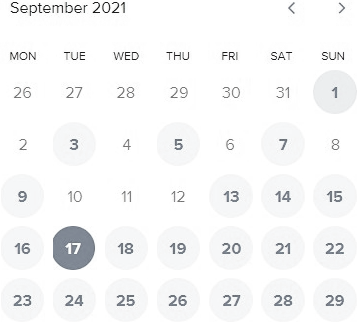 September 2021
MON TUE WED THU FRI SAT SUN
26 27 28 29 30 31 1
2 3 4 5 6 7 8
9 10 11 12 13 14 15
16 17 18 19 20 21 22
23 24 25 26 27 28 29